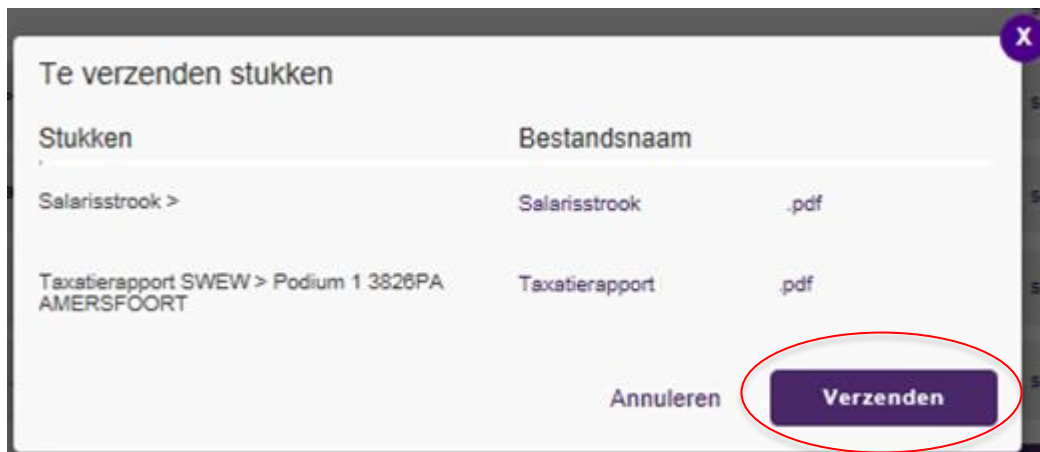 X
Te verzenden stukken
Stukken Bestandsnaam
Salarisstrook > Salarisstrook .pdf
Taxatierapport SWEW > Podium 1 3826PA Taxatierapport .pdf
AMERSFOORT
Annuleren Verzenden